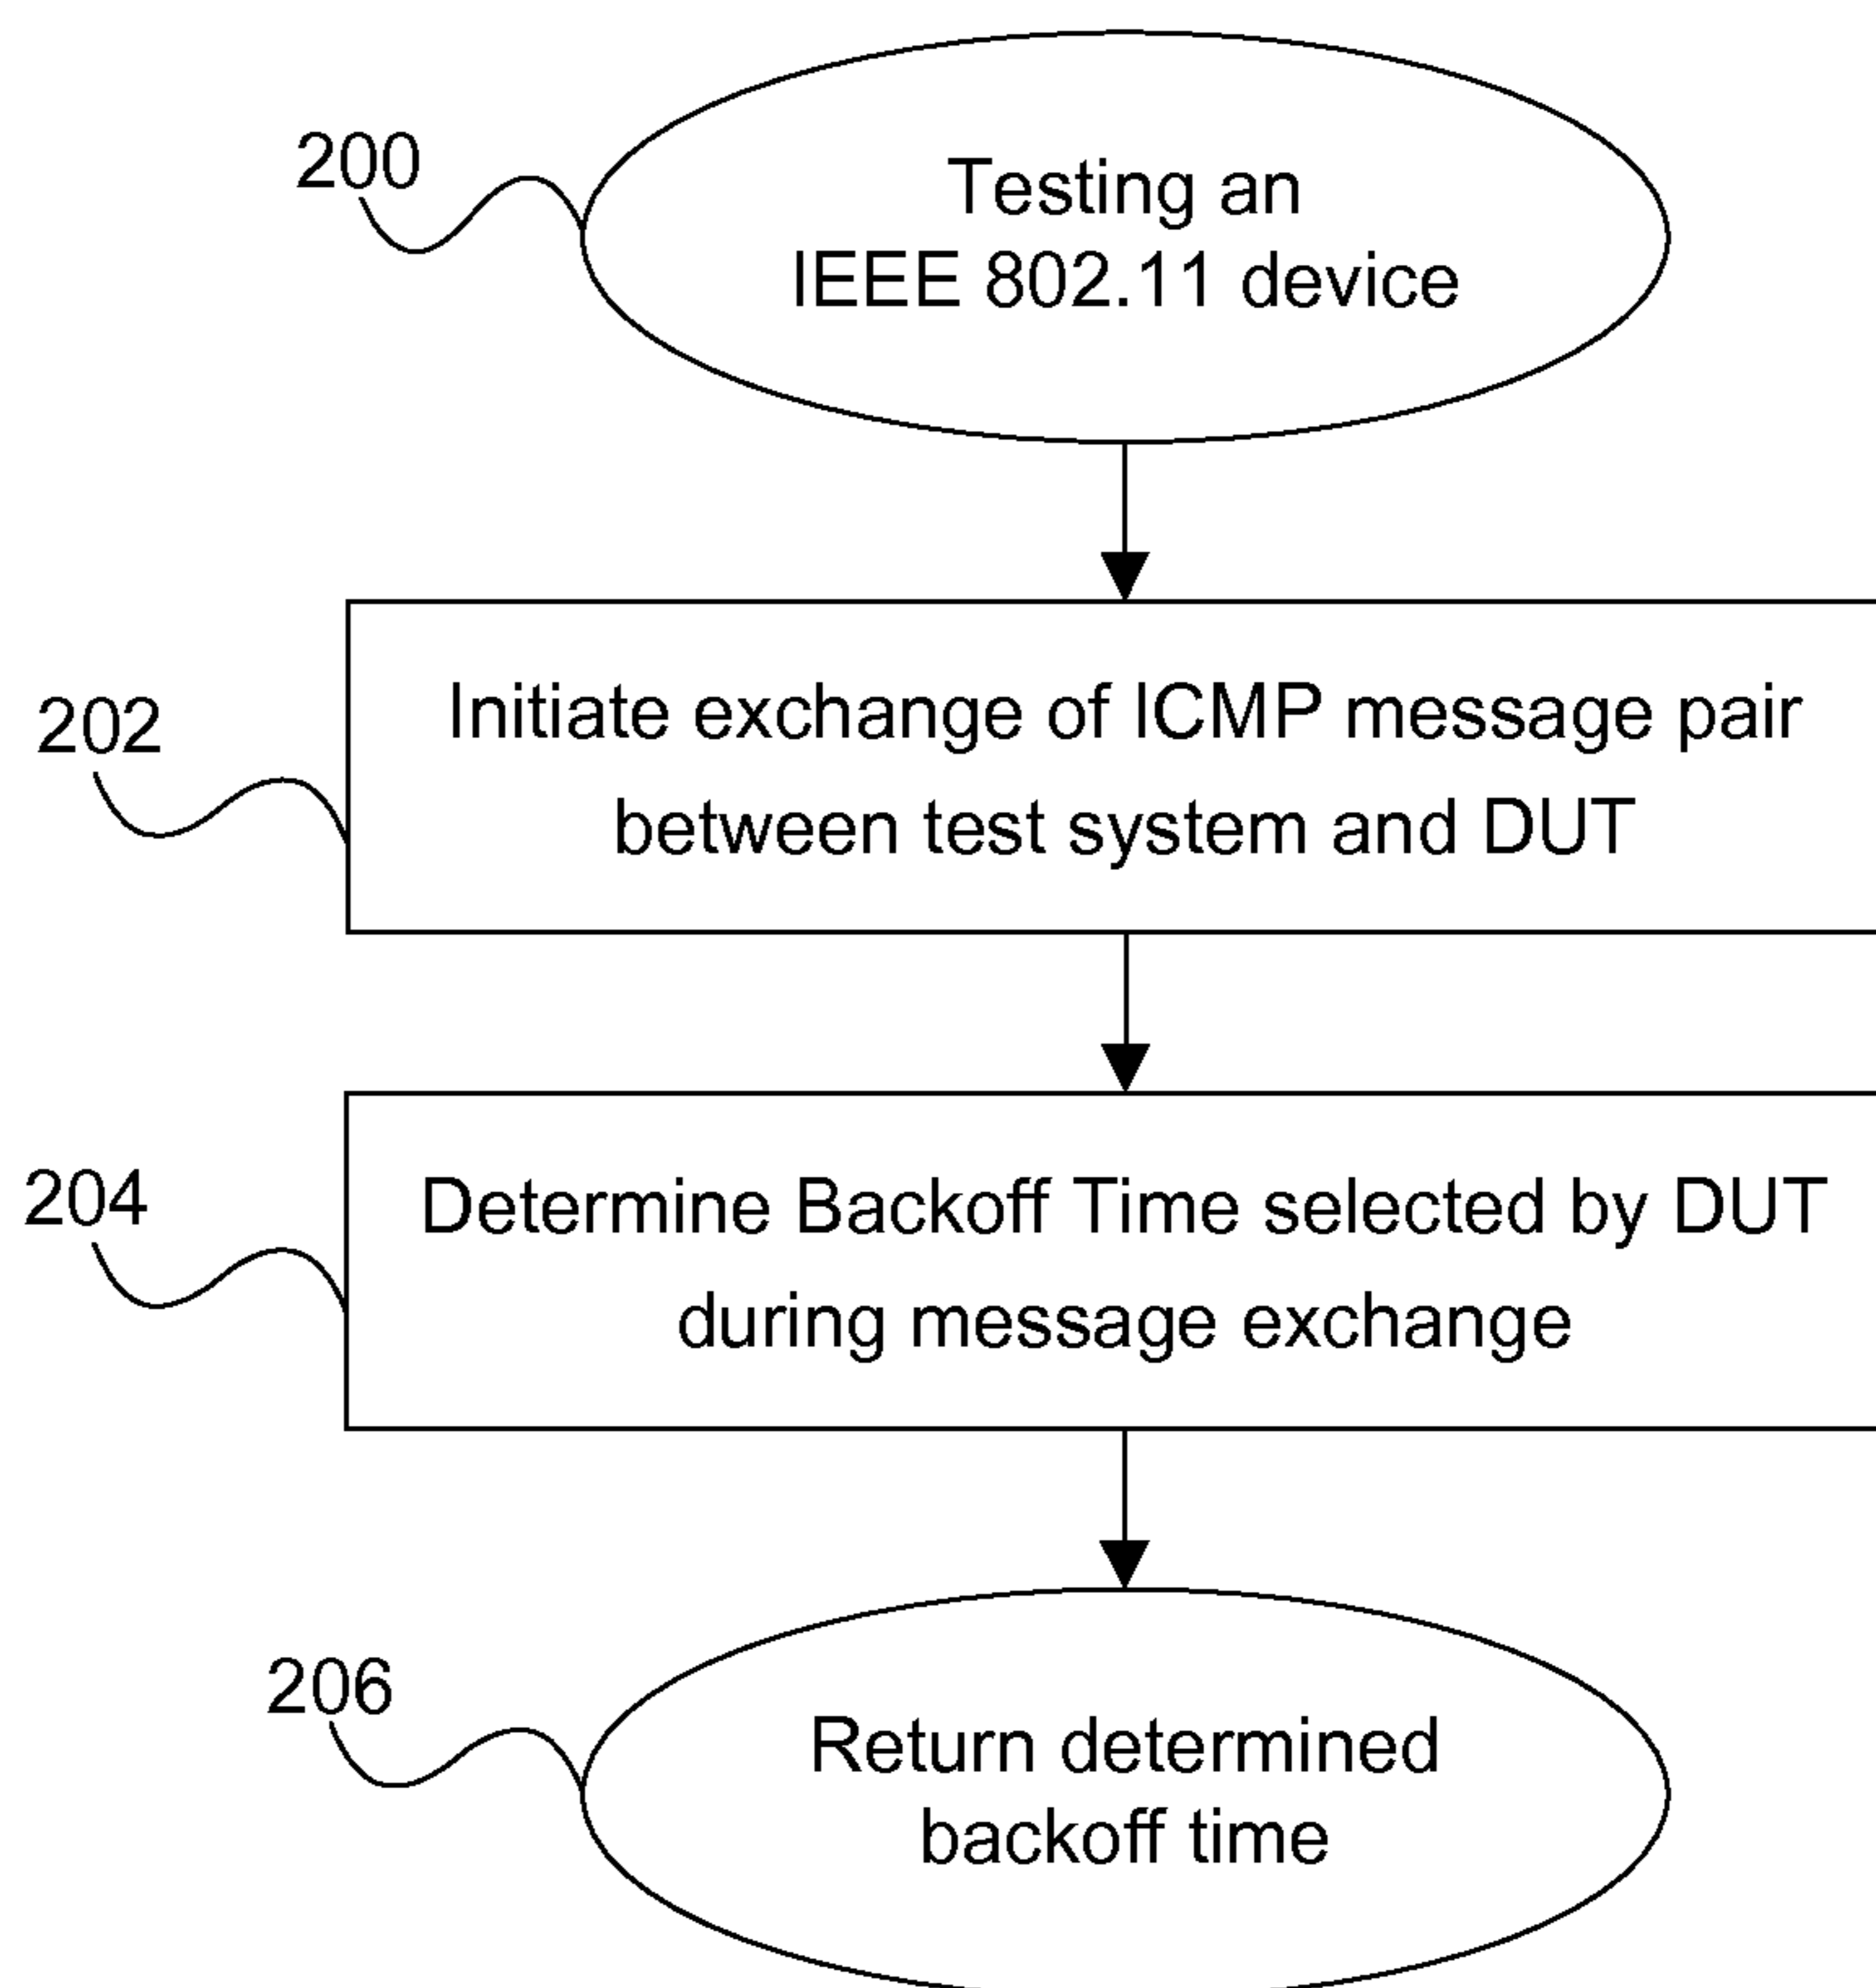 200
Testing an
IEEE 802.11 device
202
Initiate exchange of ICMP message pair
between test system and DUT
204
Determine Backoff Time selected by DUT
during message exchange
206
Return determined
backoff time